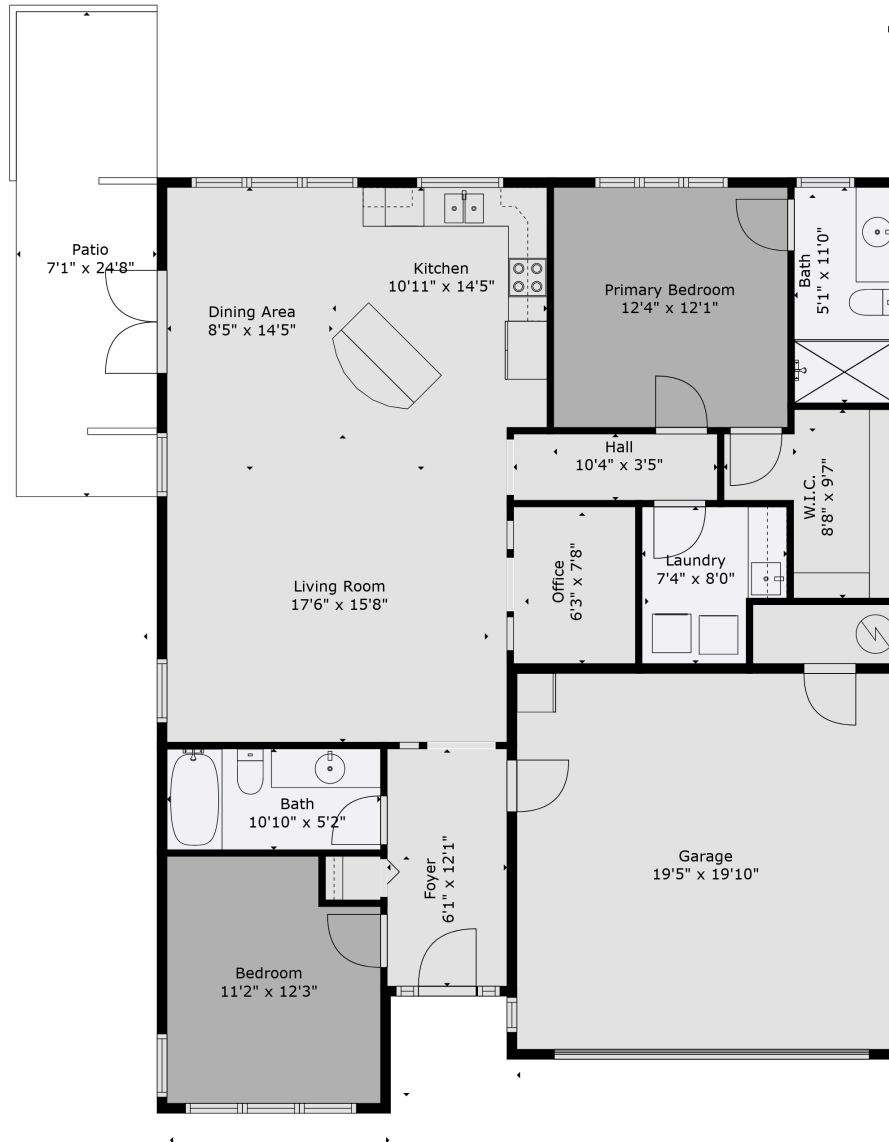 Patio
7'1" x 24'8"
Dining Area
8'5" x 14'5"
Kitchen
10'11" x 14'5"
Primary Bedroom
12'4" x 12'1"
Bath
5'1" x 11'0"
Hall
10'4" x 3'5"
W.I.C.
8'8" x 9'7"
Living Room
17'6" x 15'8"
Office
6'3" x 7'8"
Laundry
7'4" x 8'0"
Bath
10'10" x 5'2"
Foyer
6'1" x 12'1"
Garage
19'5" x 19'10"
Bedroom
11'2" x 12'3"